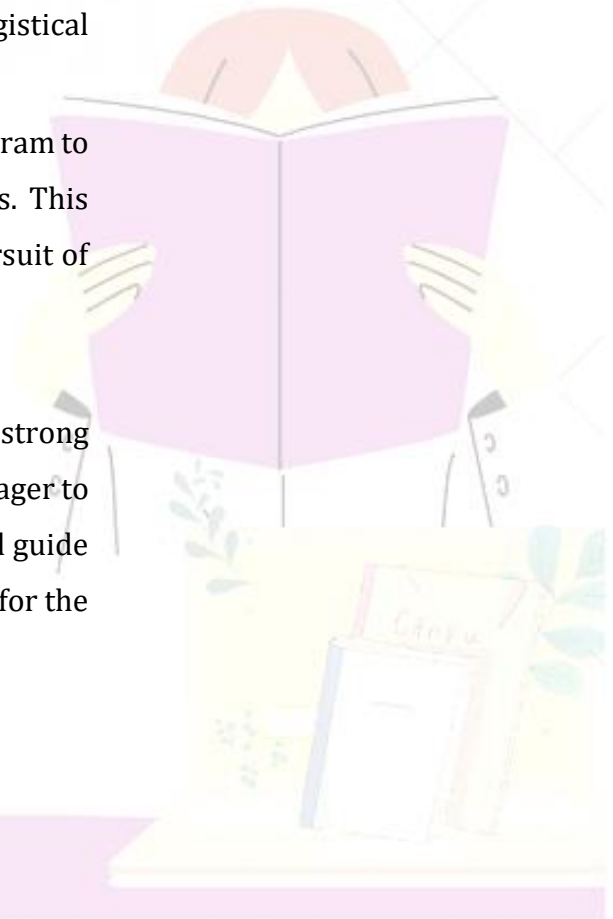 gistical
ram to
s. This
rsuit of
strong
ager to
l guide
for the